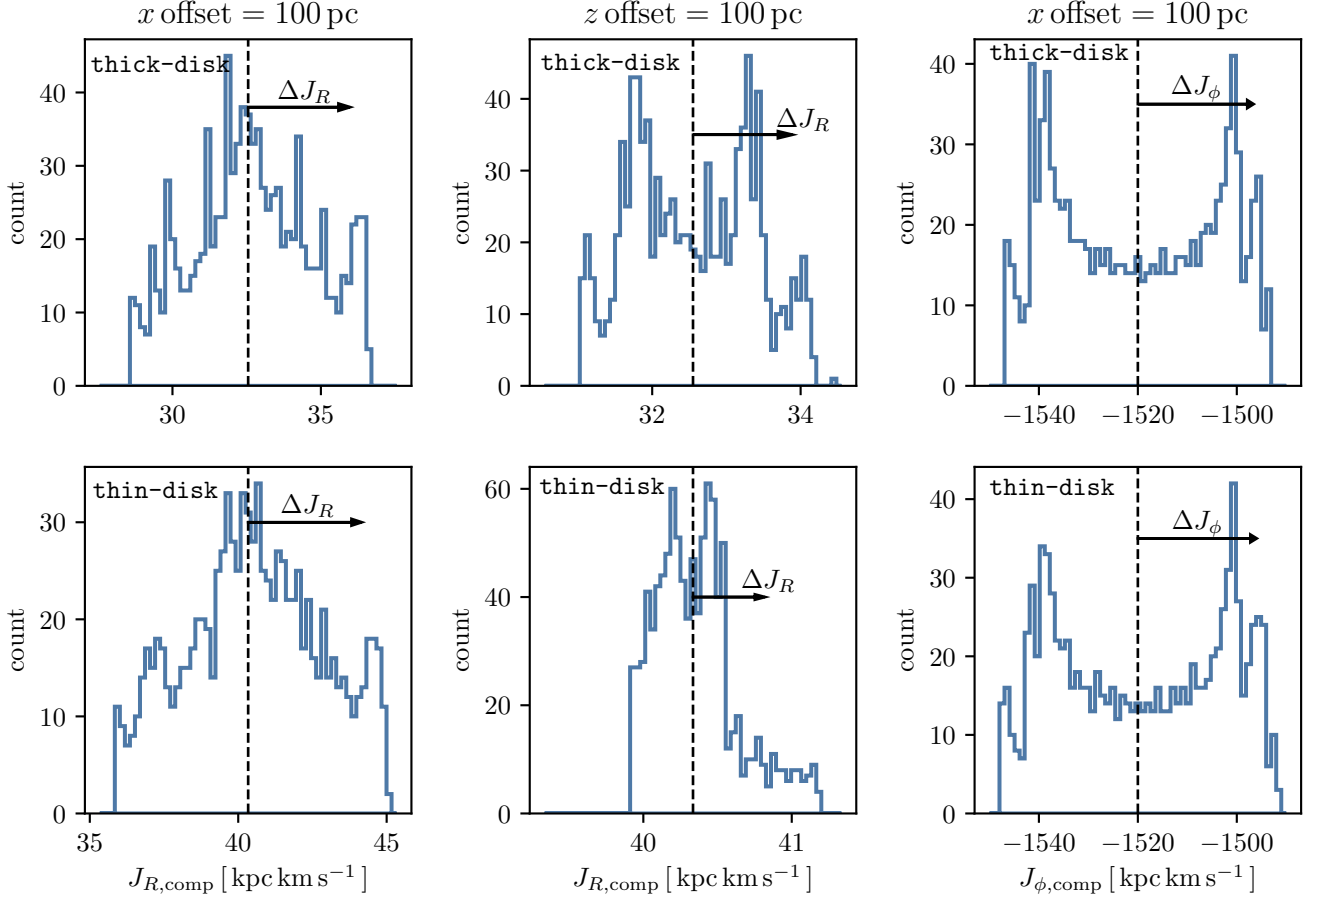 x offset = 100 pc
z offset = 100 pc
x offset = 100 pc
thick-disk
ΔJ_R
count
40
30
20
10
0
30 35
thick-disk
ΔJ_R
count
40
30
20
10
0
32 34
thick-disk
ΔJ_ϕ
count
40
30
20
10
0
−1540 −1520 −1500
thin-disk
ΔJ_R
count
30
20
10
0
35 40 45
J_{R,comp} [kpc km s⁻¹]
thin-disk
ΔJ_R
count
60
40
20
0
40 41
J_{R,comp} [kpc km s⁻¹]
thin-disk
ΔJ_ϕ
count
40
30
20
10
0
−1540 −1520 −1500
J_{ϕ,comp} [kpc km s⁻¹]